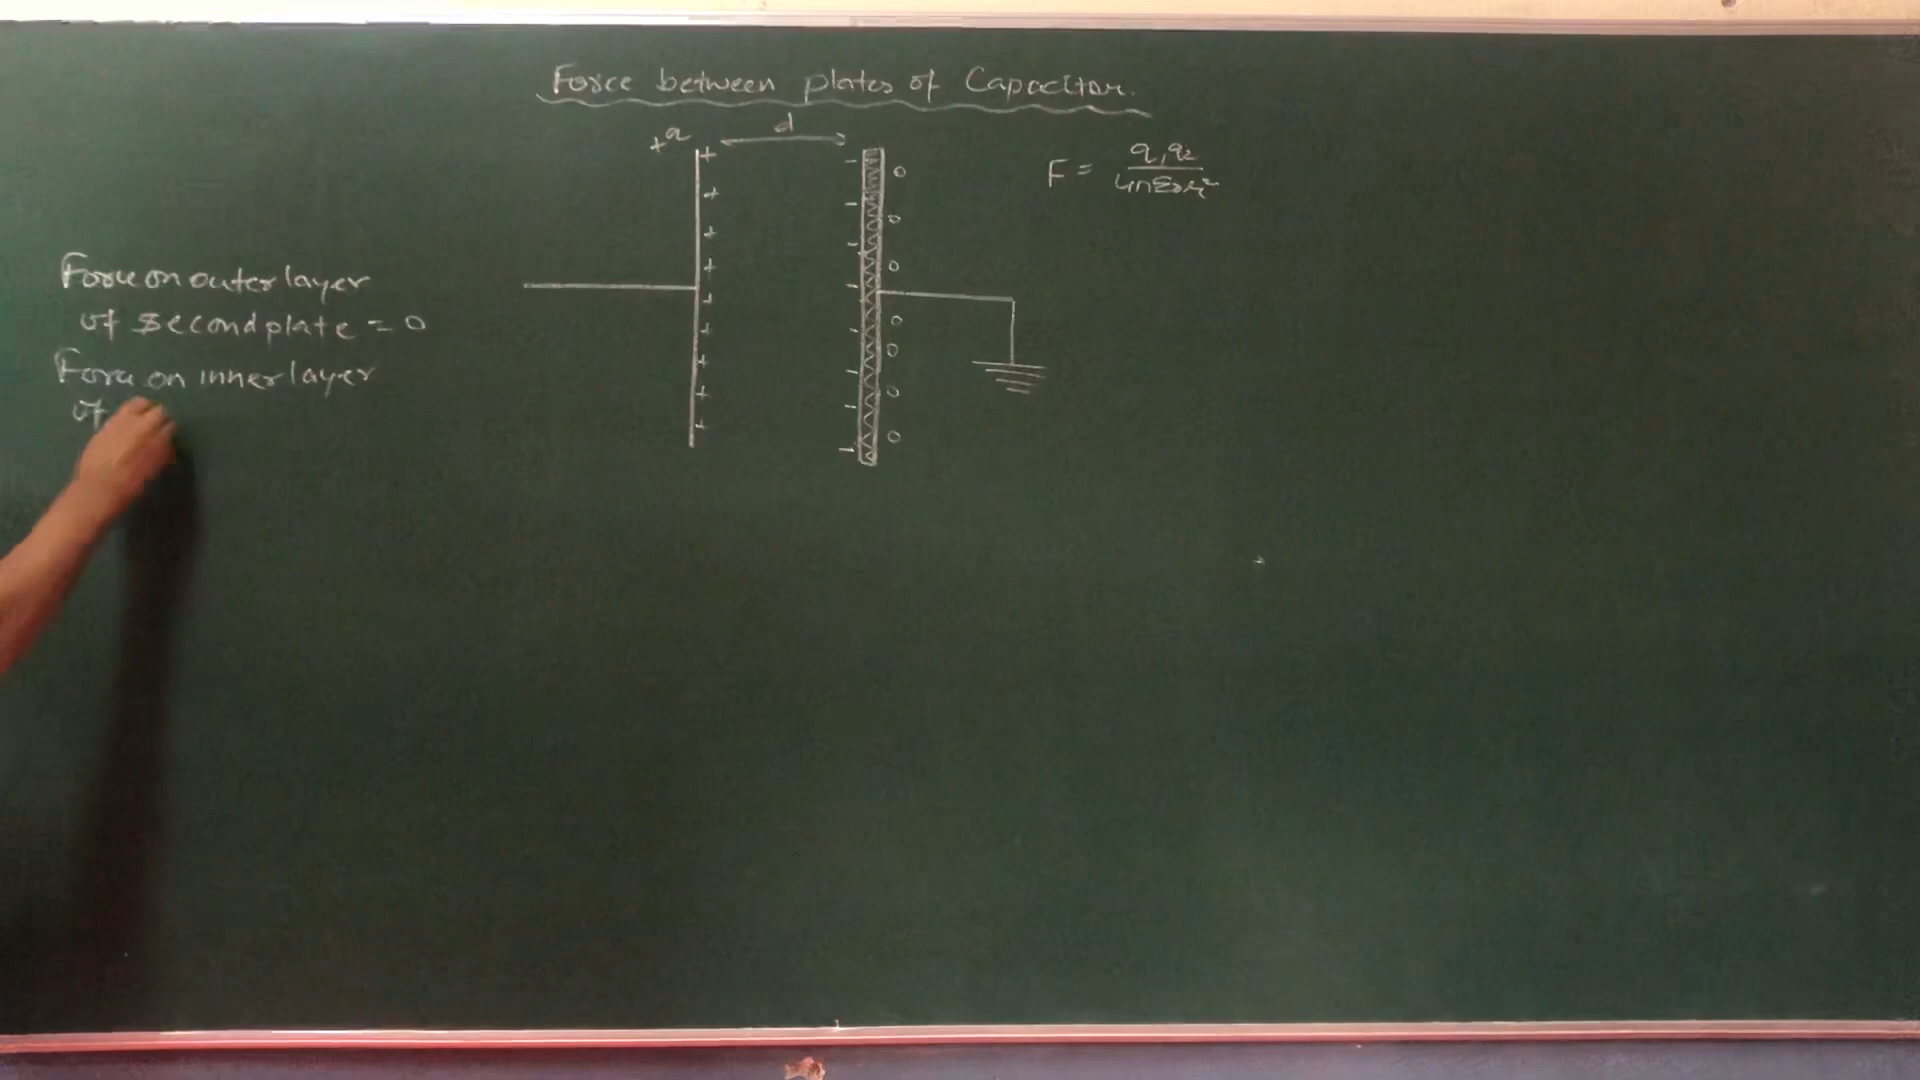 Force between plates of Capacitor.
+Q
d
F = q₁q₂ / 4πε₀r²
Force on outer layer
of second plate = 0
Force on inner layer
of